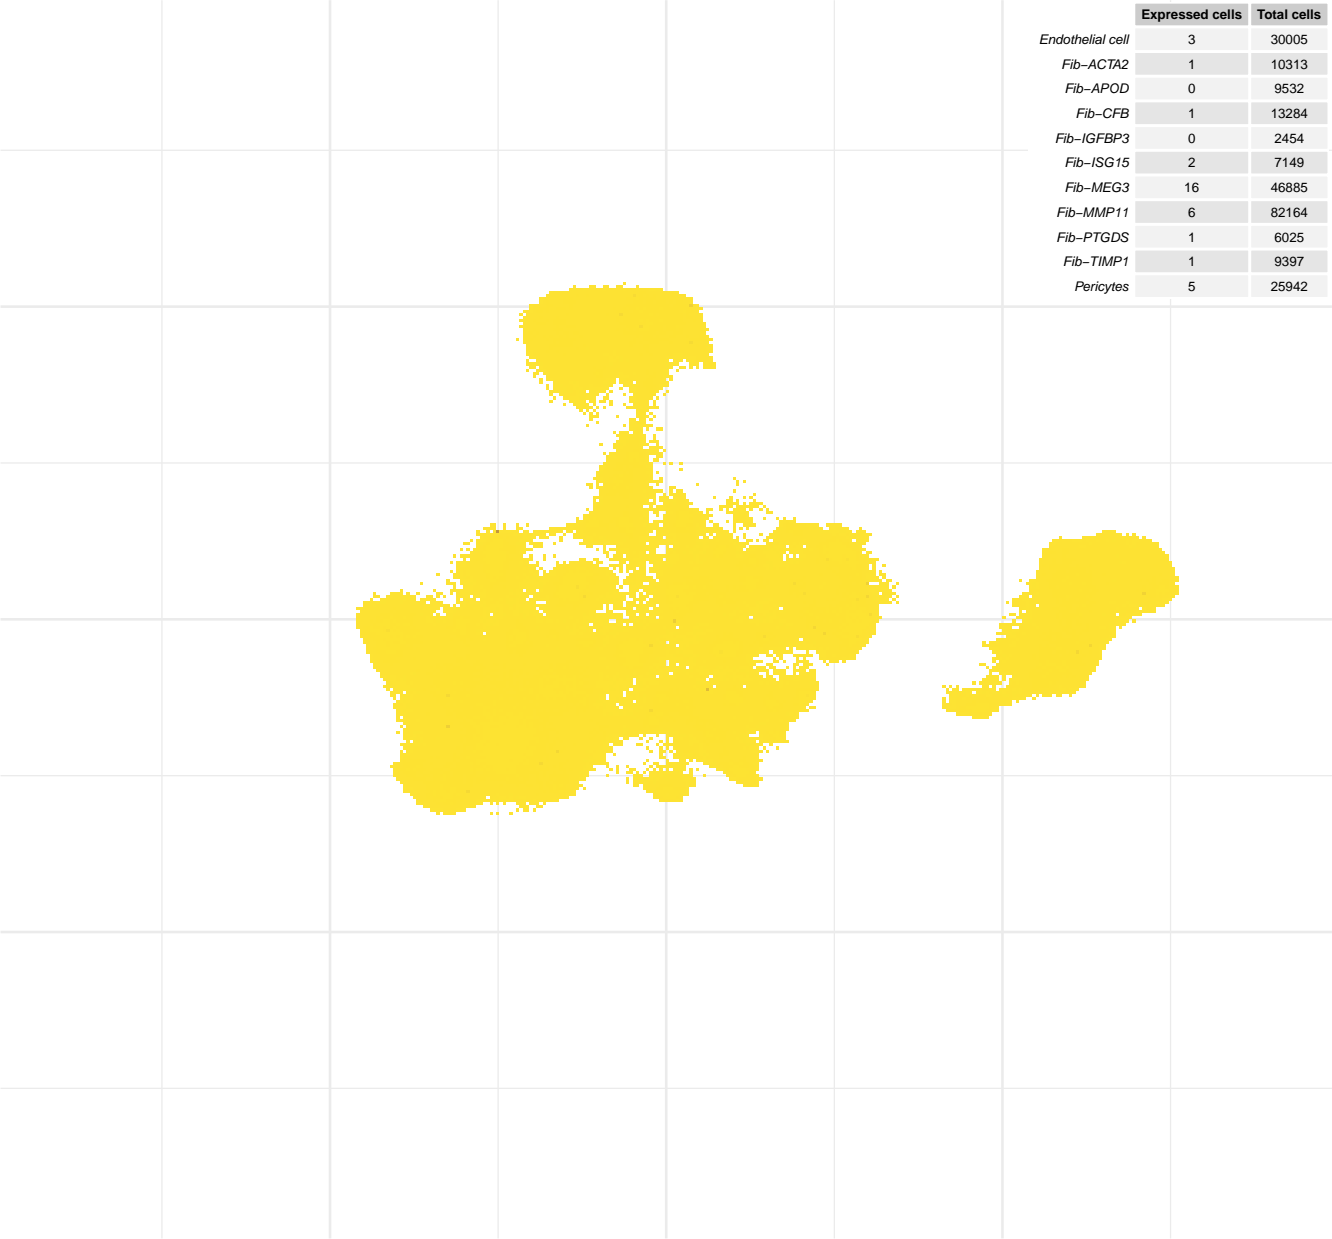 Expressed cells Total cells
Endothelial cell 3 30005
Fib−ACTA2 1 10313
Fib−APOD 0 9532
Fib−CFB 1 13284
Fib−IGFBP3 0 2454
Fib−ISG15 2 7149
Fib−MEG3 16 46885
Fib−MMP11 6 82164
Fib−PTGDS 1 6025
Fib−TIMP1 1 9397
Pericytes 5 25942